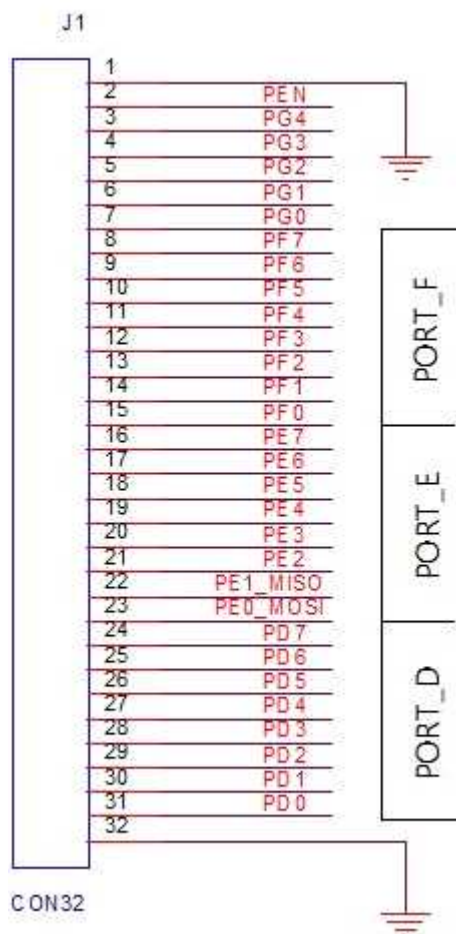 J1
1
2 PEN
3 PG4
4 PG3
5 PG2
6 PG1
7 PG0
8 PF7
9 PF6
10 PF5
11 PF4
12 PF3
13 PF2
14 PF1
15 PF0
16 PE7
17 PE6
18 PE5
19 PE4
20 PE3
21 PE2
22 PE1_MISO
23 PE0_MOSI
24 PD7
25 PD6
26 PD5
27 PD4
28 PD3
29 PD2
30 PD1
31 PD0
32
CON32
PORT_F
PORT_E
PORT_D